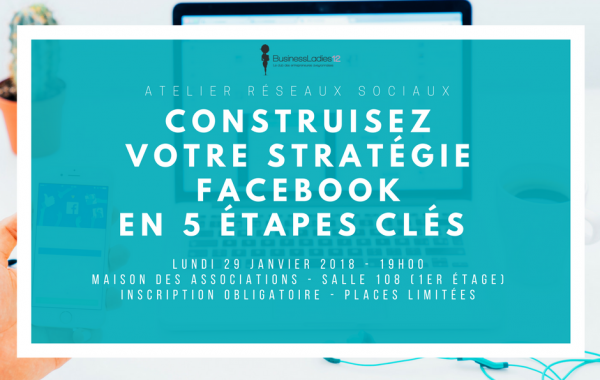 BusinessLadies
ATELIER RÉSEAUX SOCIAUX
CONSTRUISEZ
VOTRE STRATÉGIE
FACEBOOK
EN 5 ÉTAPES CLÉS
LUNDI 29 JANVIER 2018 - 19H00
MAISON DES ASSOCIATIONS - SALLE 108 (1ER ÉTAGE)
INSCRIPTION OBLIGATOIRE - PLACES LIMITÉES